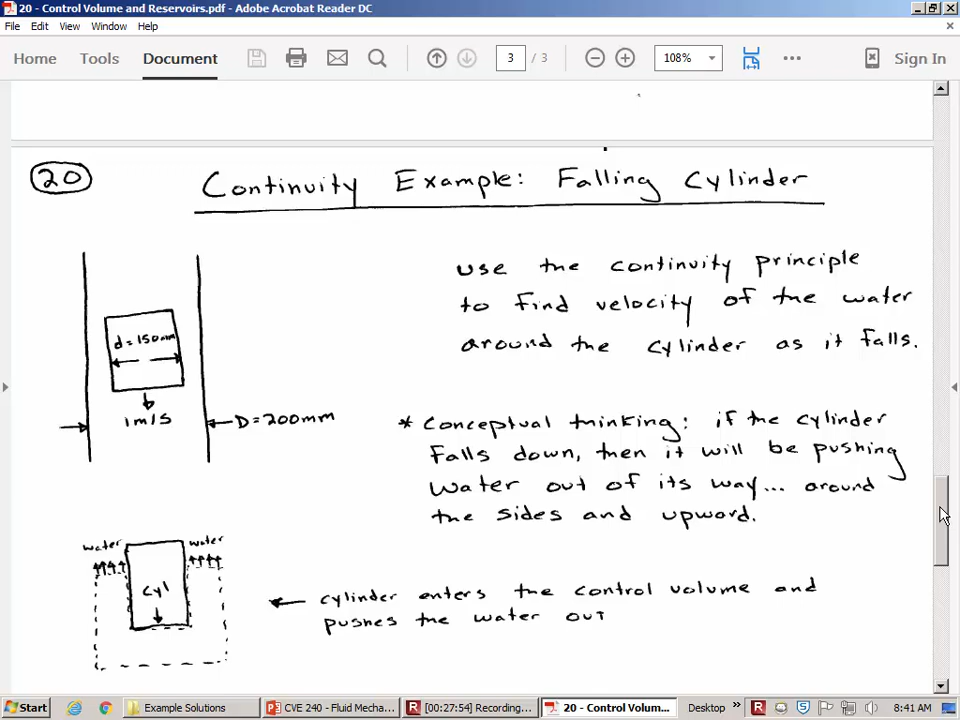 20 - Control Volume and Reservoirs.pdf - Adobe Acrobat Reader DC
File Edit View Window Help
Home Tools Document 3 / 3 108% Sign In
20
Continuity Example: Falling Cylinder
use the continuity principle
to find velocity of the water
around the cylinder as it falls.
d = 150mm
1m/s
D = 200mm
* Conceptual thinking: if the cylinder
falls down, then it will be pushing
water out of its way... around
the sides and upward.
water water
cyl
cylinder enters the control volume and
pushes the water out
Start Example Solutions CVE 240 - Fluid Mecha... [00:27:54] Recording... 20 - Control Volum... Desktop 8:41 AM